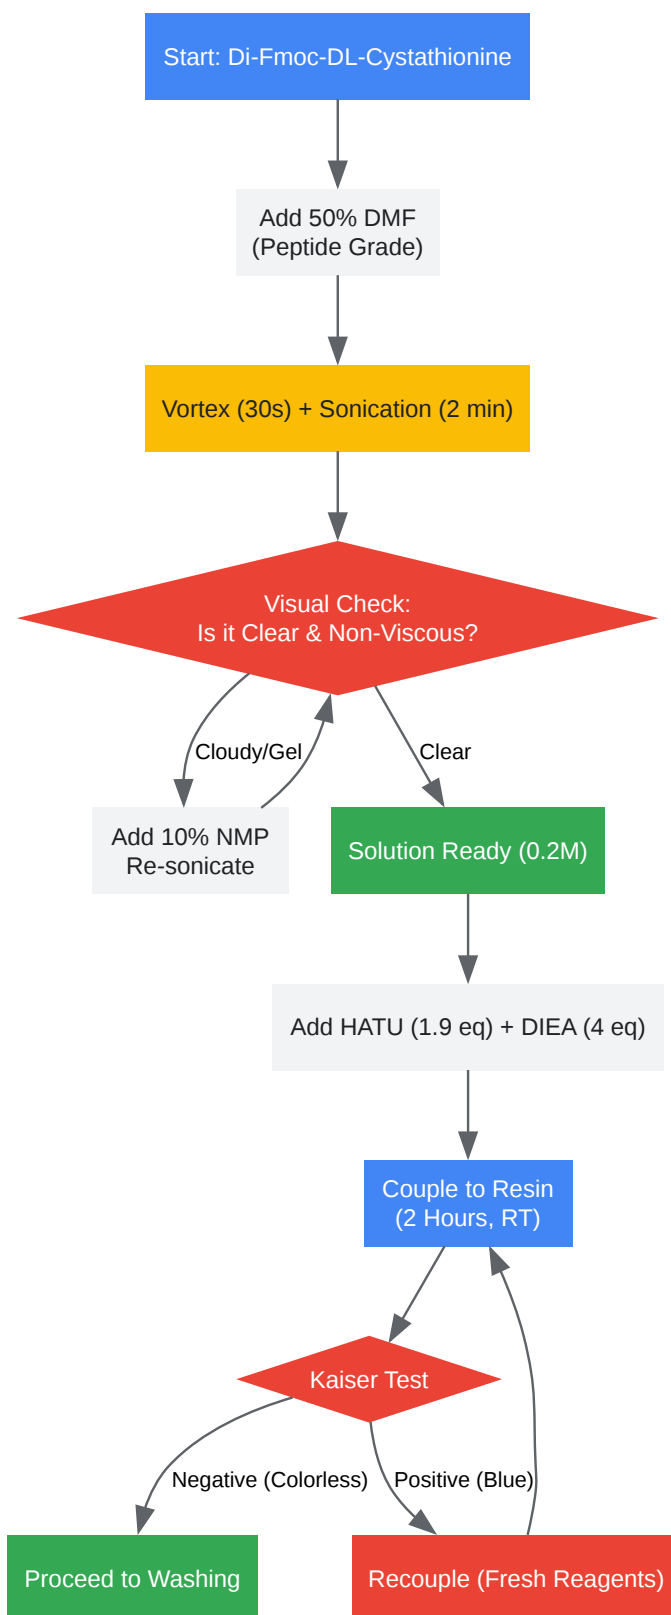 Start: Di-Fmoc-DL-Cystathionine
Add 50% DMF
(Peptide Grade)
Vortex (30s) + Sonication (2 min)
Visual Check:
Is it Clear & Non-Viscous?
Cloudy/Gel
Clear
Add 10% NMP
Re-sonicate
Solution Ready (0.2M)
Add HATU (1.9 eq) + DIEA (4 eq)
Couple to Resin
(2 Hours, RT)
Kaiser Test
Negative (Colorless)
Positive (Blue)
Proceed to Washing
Recouple (Fresh Reagents)